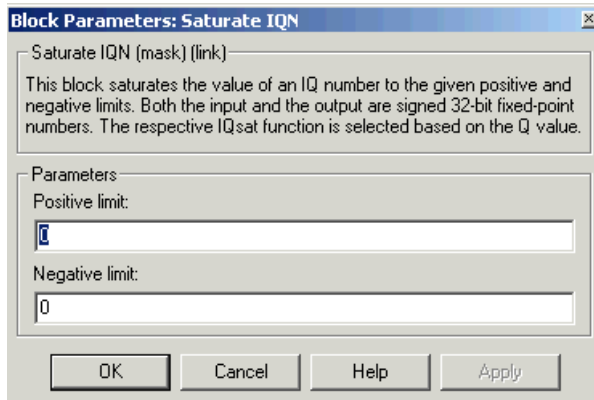 Block Parameters: Saturate IQN
Saturate IQN (mask) (link)
This block saturates the value of an IQ number to the given positive and
negative limits. Both the input and the output are signed 32-bit fixed-point
numbers. The respective IQsat function is selected based on the Q value.
Parameters
Positive limit:
0
Negative limit:
0
OK Cancel Help Apply